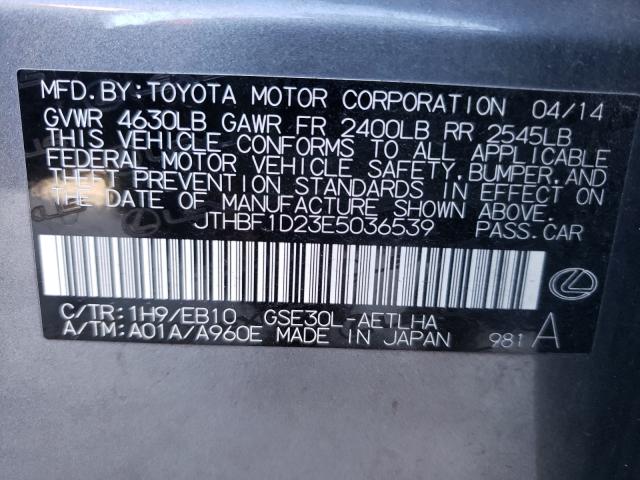 MFD.BY:TOYOTA MOTOR CORPORATION 04/14
GVWR 4630LB GAWR FR 2400LB RR 2545LB
THIS VEHICLE CONFORMS TO ALL APPLICABLE
FEDERAL MOTOR VEHICLE SAFETY,BUMPER,AND
THEFT PREVENTION STANDARDS IN EFFECT ON
THE DATE OF MANUFACTURE SHOWN ABOVE.
JTHBF1D23E5036539 PASS.CAR
C/TR:1H9/EB10 GSE30L-AETLHA
A/TM:A01A/A960E MADE IN JAPAN 981 A